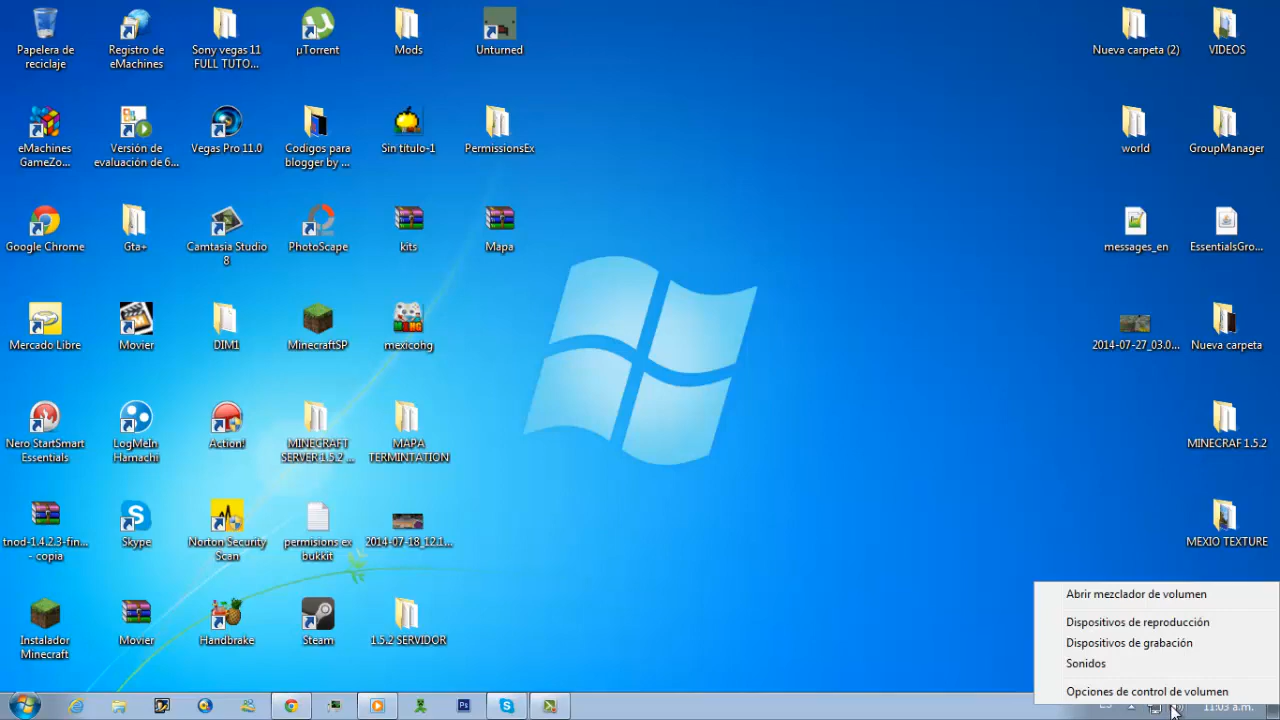 Papelera de
reciclaje
Registro de
eMachines
Sony vegas 11
FULL TUTO...
µTorrent
Mods
Unturned
Nueva carpeta (2)
VIDEOS
eMachines
GameZo...
Versión de
evaluación de 6...
Vegas Pro 11.0
Codigos para
blogger by ...
Sin titulo-1
PermissionsEx
world
GroupManager
Google Chrome
Gta+
Camtasia Studio
8
PhotoScape
kits
Mapa
messages_en
EssentialsGro...
Mercado Libre
Movier
DIM1
MinecraftSP
mexicohg
2014-07-27_03.0...
Nueva carpeta
Nero StartSmart
Essentials
LogMeIn
Hamachi
Action!
MINECRAFT
SERVER 1.5.2 ...
MAPA
TERMINTATION
MINECRAF 1.5.2
tnod-1.4.2.3-fin...
- copia
Skype
Norton Security
Scan
permisions ex
bukkit
2014-07-18_12.1...
MEXIO TEXTURE
Instalador
Minecraft
Movier
Handbrake
Steam
1.5.2 SERVIDOR
Abrir mezclador de volumen
Dispositivos de reproducción
Dispositivos de grabación
Sonidos
Opciones de control de volumen
Ps
ES
11:03 a.m.